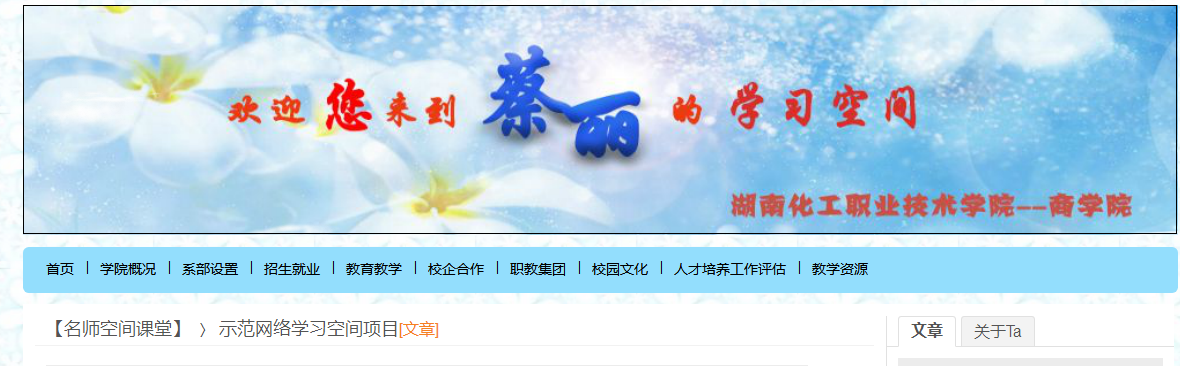 欢迎您来到蔡丽的学习空间
湖南化工职业技术学院--商学院
首页 | 学院概况 | 系部设置 | 招生就业 | 教育教学 | 校企合作 | 职教集团 | 校园文化 | 人才培养工作评估 | 教学资源
【名师空间课堂】 〉 示范网络学习空间项目[文章]
文章 关于Ta